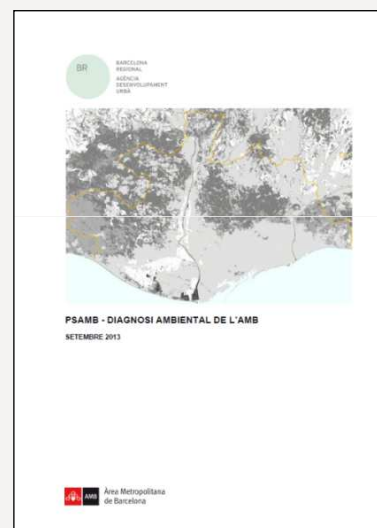 BR
BARCELONA
REGIONAL
AGÈNCIA
DESENVOLUPAMENT
URBÀ
PSAMB - DIAGNOSI AMBIENTAL DE L'AMB
SETEMBRE 2013
AMB
Àrea Metropolitana
de Barcelona